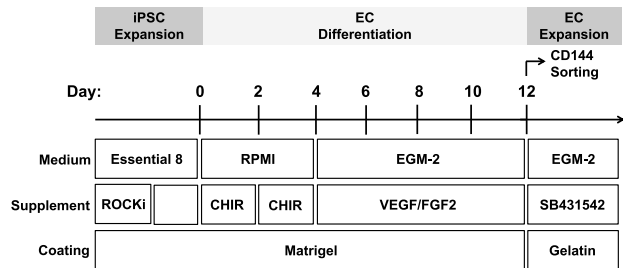 iPSC Expansion
EC Differentiation
EC Expansion
CD144 Sorting
Day: 0 2 4 6 8 10 12
Medium Essential 8 RPMI EGM-2 EGM-2
Supplement ROCKi CHIR CHIR VEGF/FGF2 SB431542
Coating Matrigel Gelatin